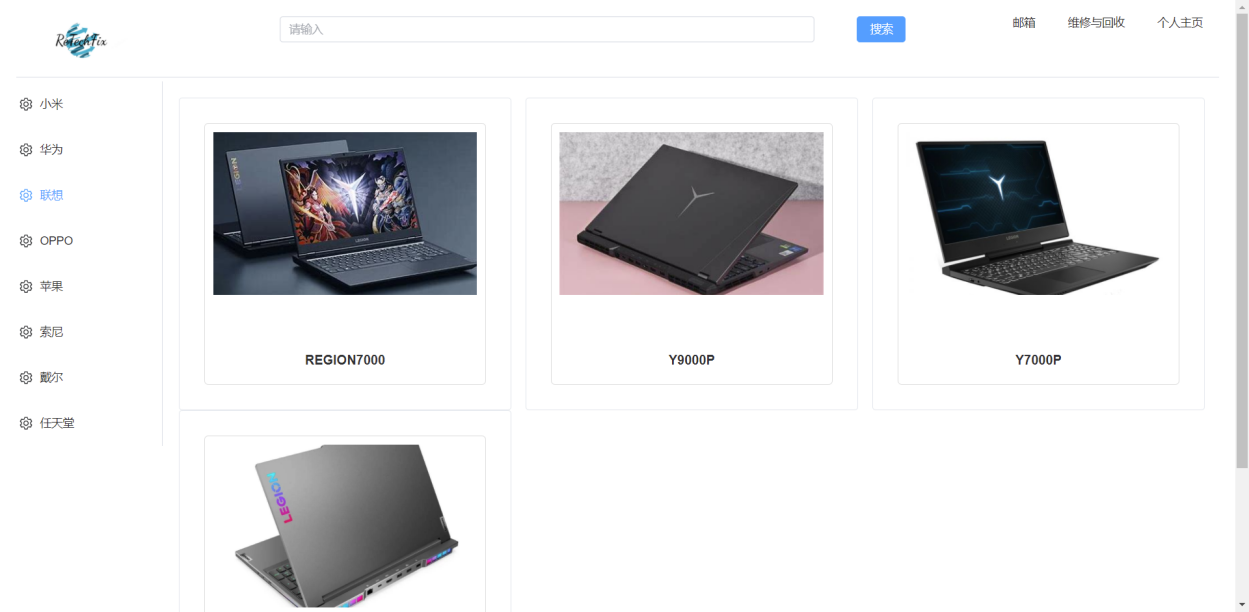 RoTechFix
请输入
搜索
邮箱
维修与回收
个人主页
小米
华为
联想
OPPO
苹果
索尼
戴尔
任天堂
REGION7000
Y9000P
Y7000P
LEGION